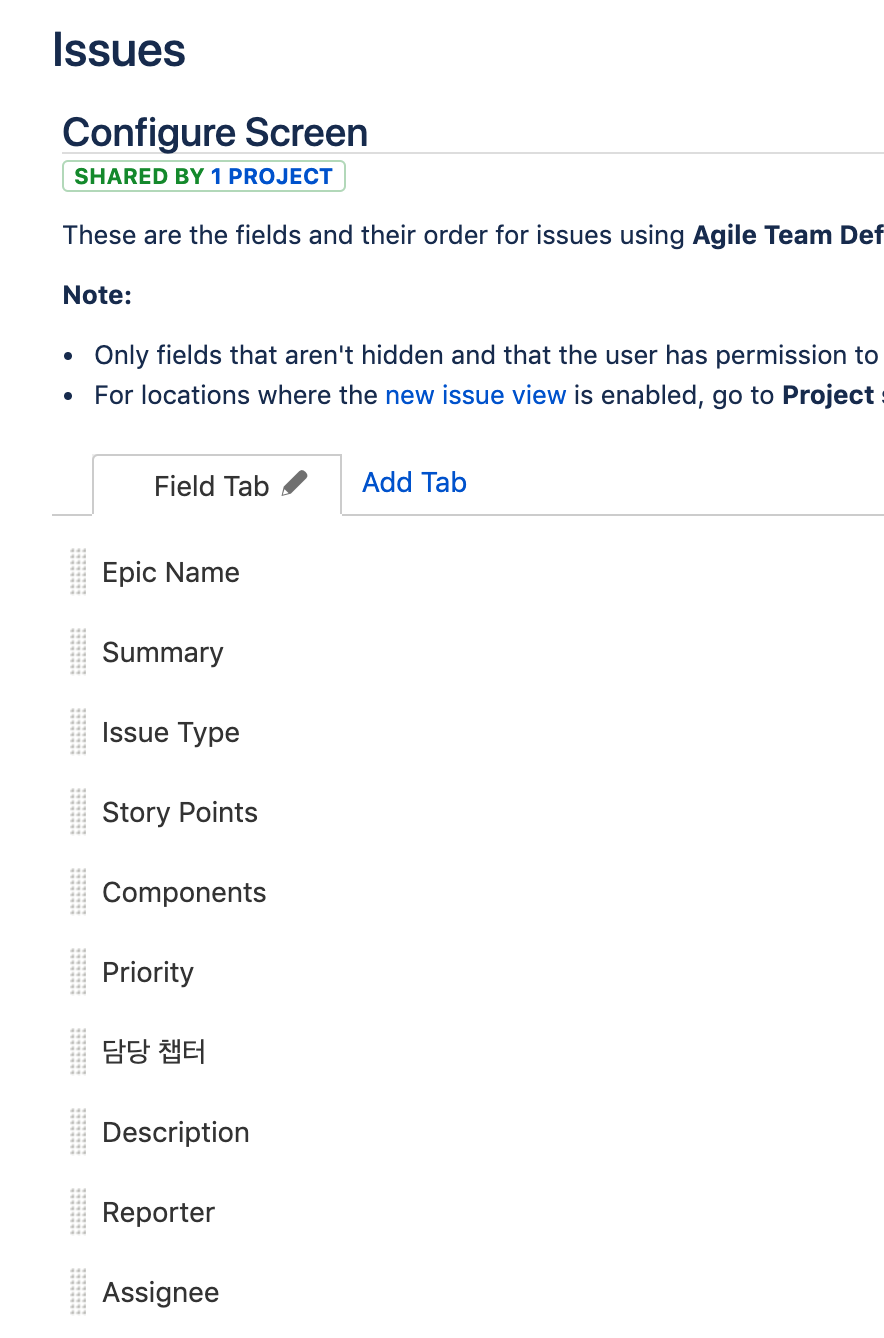 Issues
Configure Screen
SHARED BY 1 PROJECT
These are the fields and their order for issues using Agile Team Def
Note:
• Only fields that aren't hidden and that the user has permission to
• For locations where the new issue view is enabled, go to Project
Field Tab Add Tab
Epic Name
Summary
Issue Type
Story Points
Components
Priority
담당 챕터
Description
Reporter
Assignee